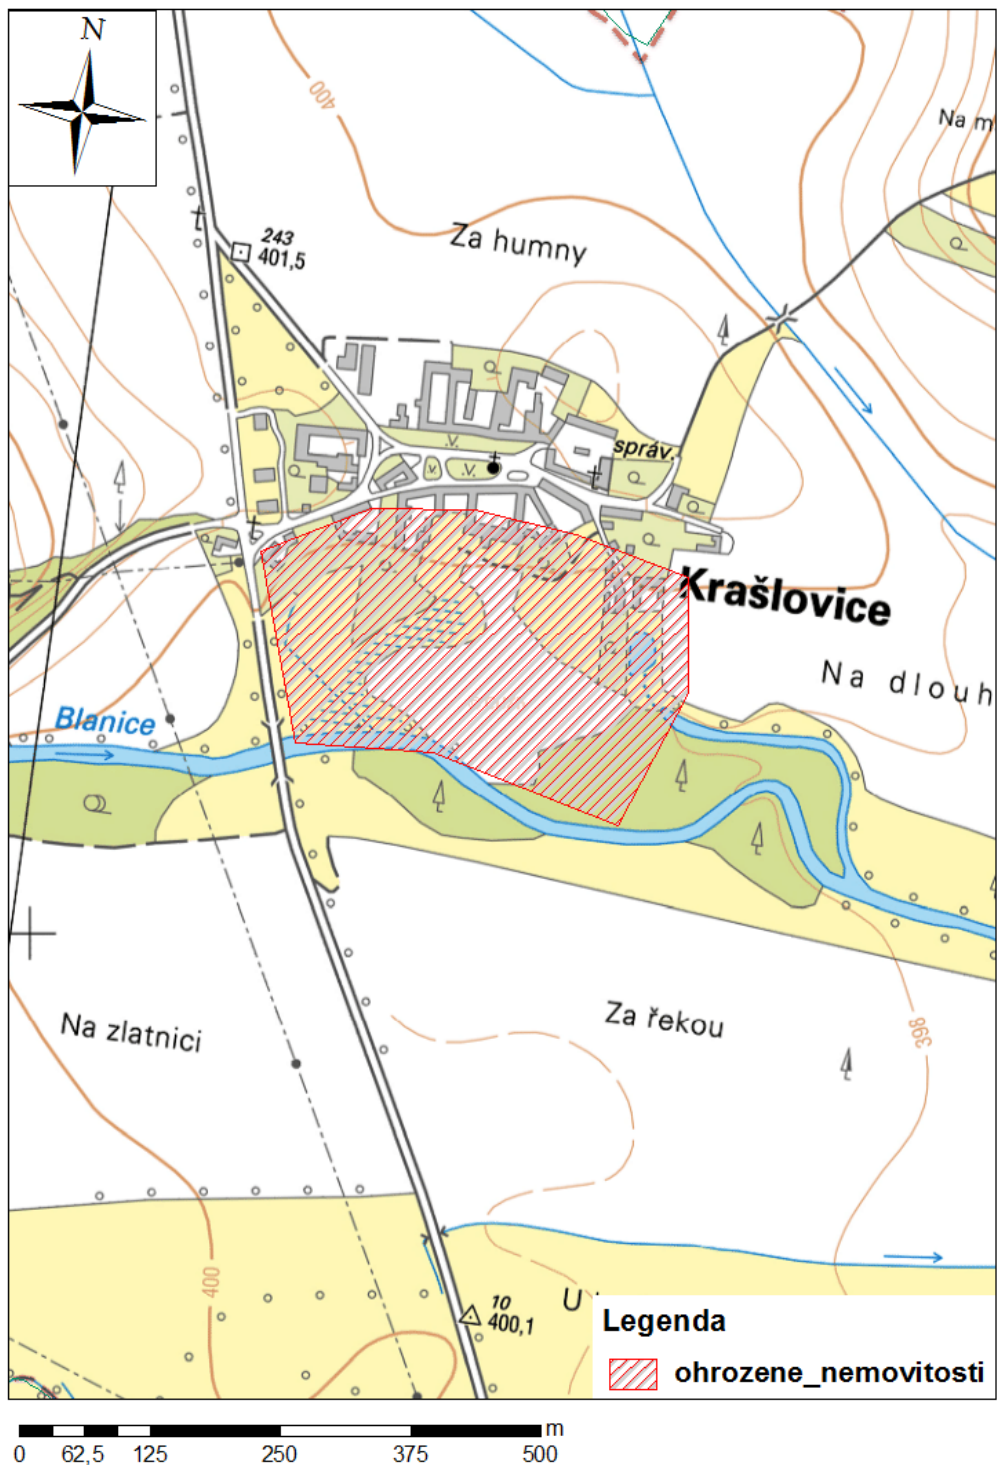 N
400
Na m
Za humny
243
401,5
správ.
v.
v.
.v.
Krašlovice
Na dlouh
Blanice
Na zlatnici
Za řekou
398
400
10
400,1
U
Legenda
ohrozene_nemovitosti
m
0 62,5 125 250 375 500